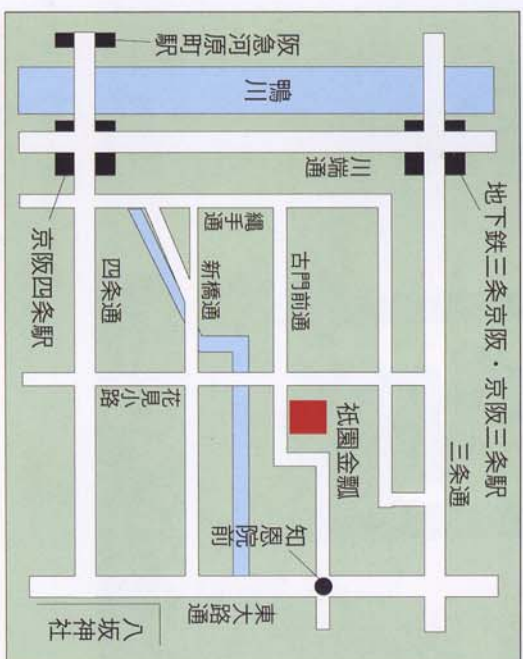 阪急河原町駅
鴨川
川端通
地下鉄三条京阪・京阪三条駅
三条通
京阪四条駅
四条通
縄手通
新橋通
古門前通
花見小路
祇園金瓢
知恩院前
東大路通
八坂神社